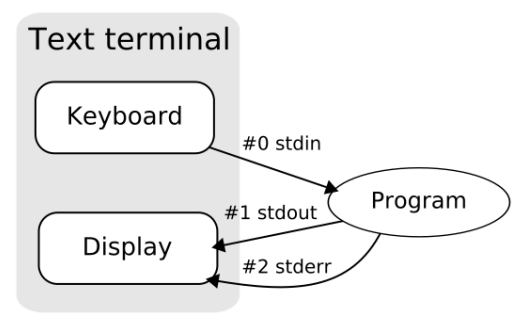 Text terminal
Keyboard
#0 stdin
Program
#1 stdout
Display
#2 stderr